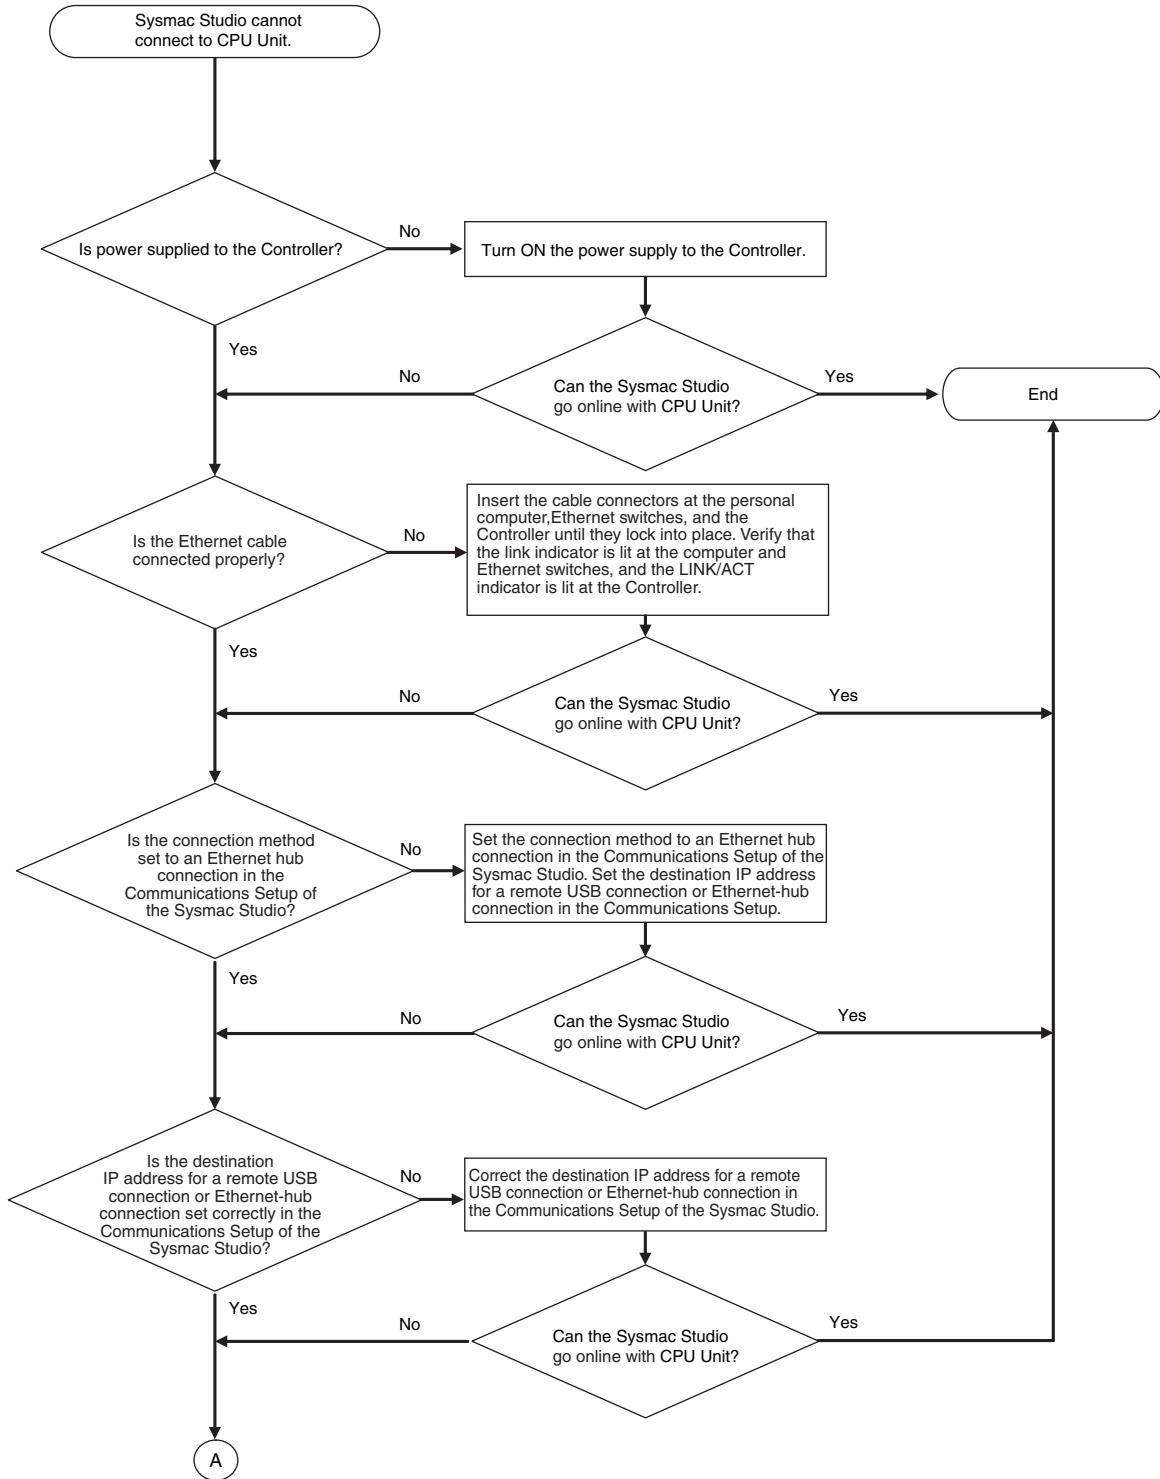 Sysmac Studio cannot
connect to CPU Unit.
Is power supplied to the Controller?
No
Turn ON the power supply to the Controller.
Yes
No
Can the Sysmac Studio
go online with CPU Unit?
Yes
End
Is the Ethernet cable
connected properly?
No
Insert the cable connectors at the personal
computer,Ethernet switches, and the
Controller until they lock into place. Verify that
the link indicator is lit at the computer and
Ethernet switches, and the LINK/ACT
indicator is lit at the Controller.
Yes
No
Can the Sysmac Studio
go online with CPU Unit?
Yes
Is the connection method
set to an Ethernet hub
connection in the
Communications Setup of
the Sysmac Studio?
No
Set the connection method to an Ethernet hub
connection in the Communications Setup of the
Sysmac Studio. Set the destination IP address
for a remote USB connection or Ethernet-hub
connection in the Communications Setup.
Yes
No
Can the Sysmac Studio
go online with CPU Unit?
Yes
Is the destination
IP address for a remote USB
connection or Ethernet-hub
connection set correctly in the
Communications Setup of the
Sysmac Studio?
No
Correct the destination IP address for a remote
USB connection or Ethernet-hub connection in
the Communications Setup of the Sysmac Studio.
Yes
No
Can the Sysmac Studio
go online with CPU Unit?
Yes
A